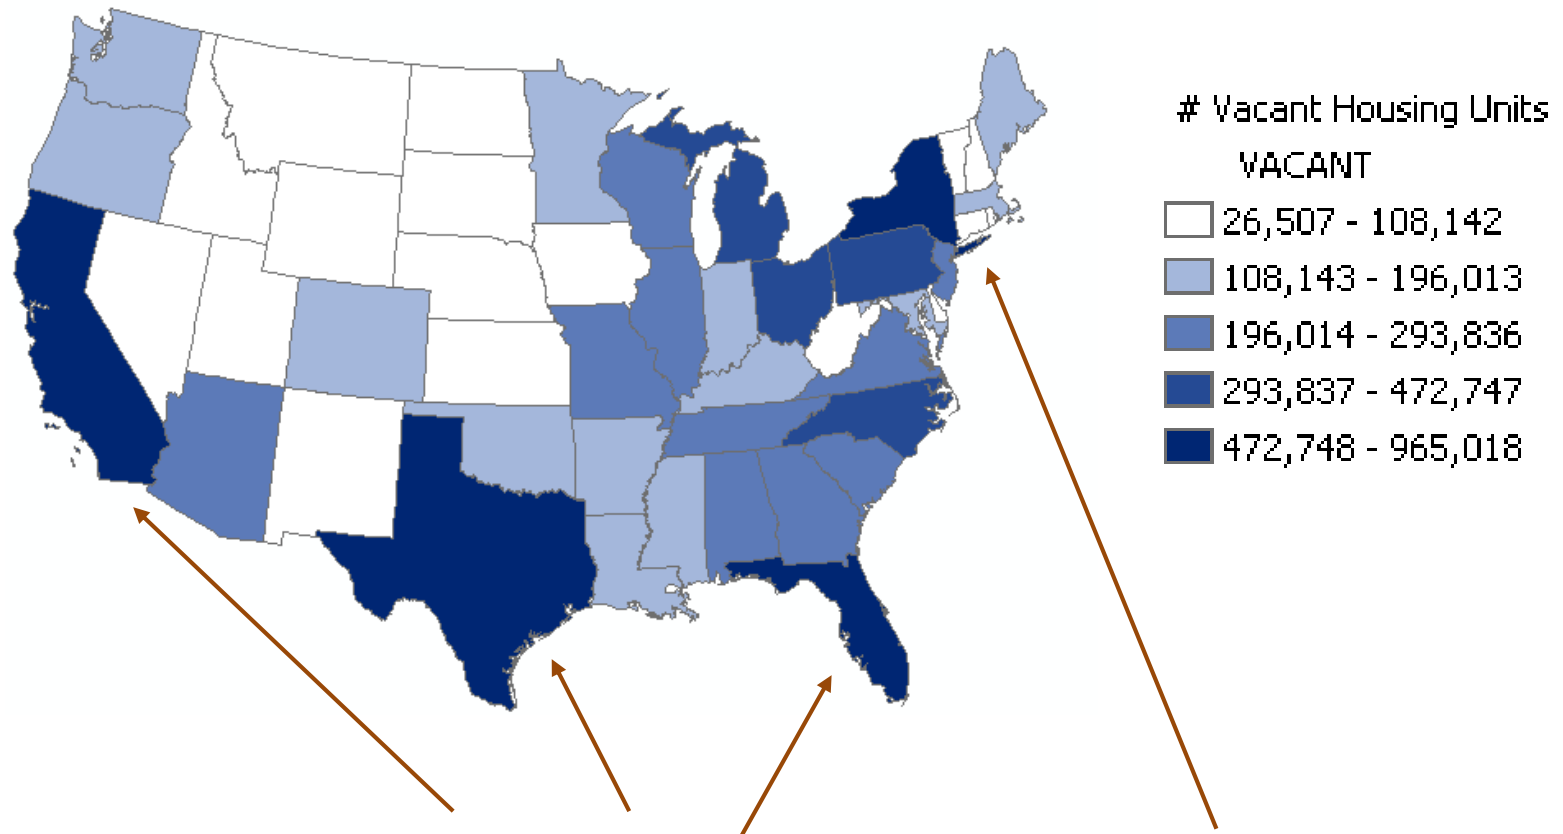 # Vacant Housing Units
VACANT
26,507 - 108,142
108,143 - 196,013
196,014 - 293,836
293,837 - 472,747
472,748 - 965,018